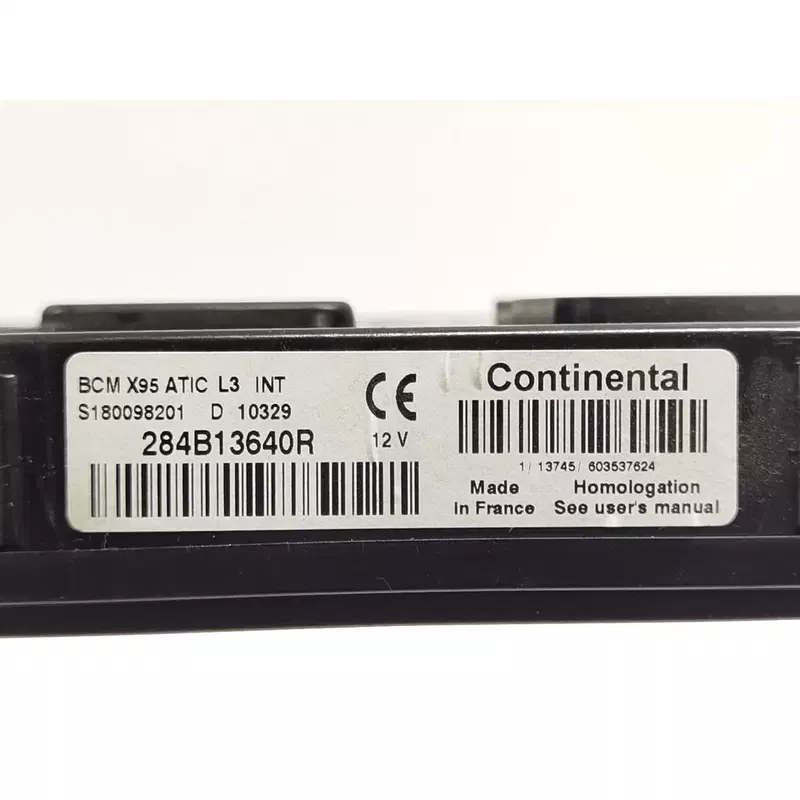 BCM X95 ATIC L3 INT
S180098201 D 10329
284B13640R
CE
12 V
Continental
1/ 13745/ 603537624
Made
in France
Homologation
See user's manual